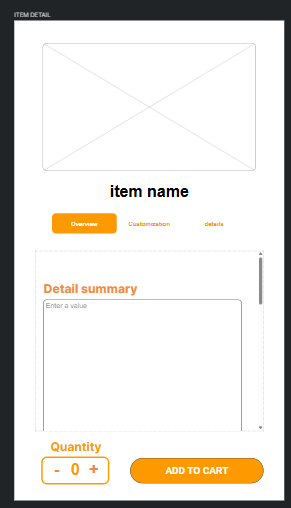 ITEM DETAIL
item name
Overview Customization details
Detail summary
Enter a value
Quantity
- 0 +
ADD TO CART